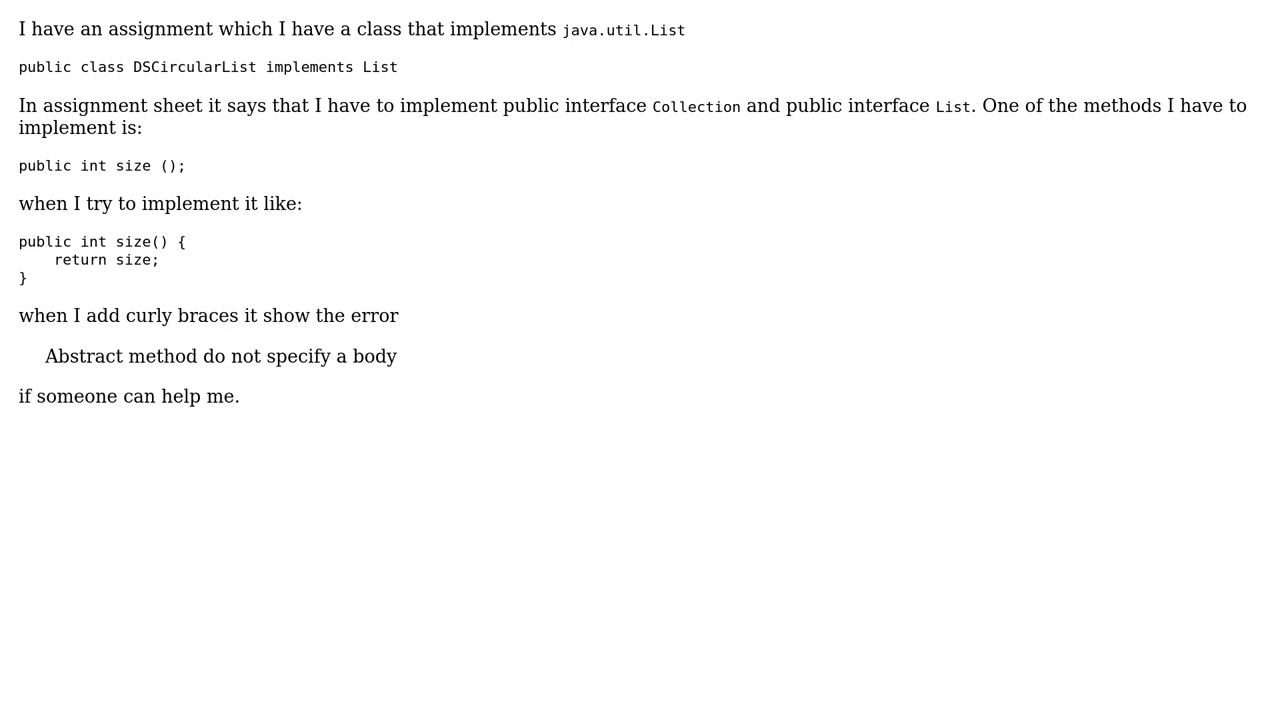 I have an assignment which I have a class that implements java.util.List
public class DSCircularList implements List
In assignment sheet it says that I have to implement public interface Collection and public interface List. One of the methods I have to
implement is:
public int size ();
when I try to implement it like:
public int size() {
    return size;
}
when I add curly braces it show the error
Abstract method do not specify a body
if someone can help me.